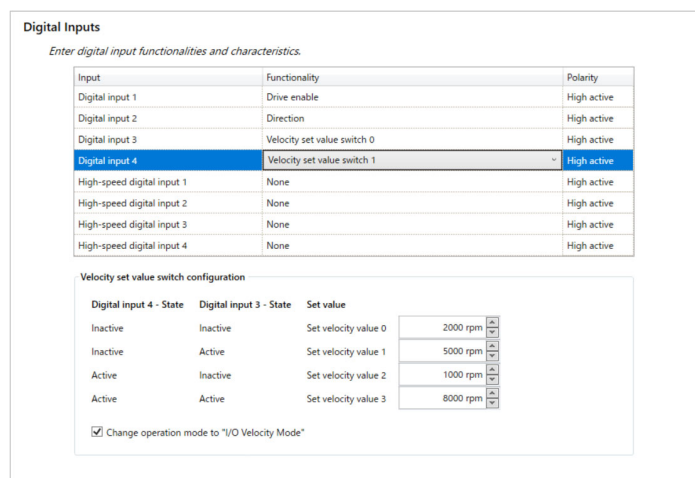 Digital Inputs
Enter digital input functionalities and characteristics.
Input Functionality Polarity
Digital input 1 Drive enable High active
Digital input 2 Direction High active
Digital input 3 Velocity set value switch 0 High active
Digital input 4 Velocity set value switch 1 High active
High-speed digital input 1 None High active
High-speed digital input 2 None High active
High-speed digital input 3 None High active
High-speed digital input 4 None High active
Velocity set value switch configuration
Digital input 4 - State Digital input 3 - State Set value
Inactive Inactive Set velocity value 0 2000 rpm
Inactive Active Set velocity value 1 5000 rpm
Active Inactive Set velocity value 2 1000 rpm
Active Active Set velocity value 3 8000 rpm
Change operation mode to "I/O Velocity Mode"